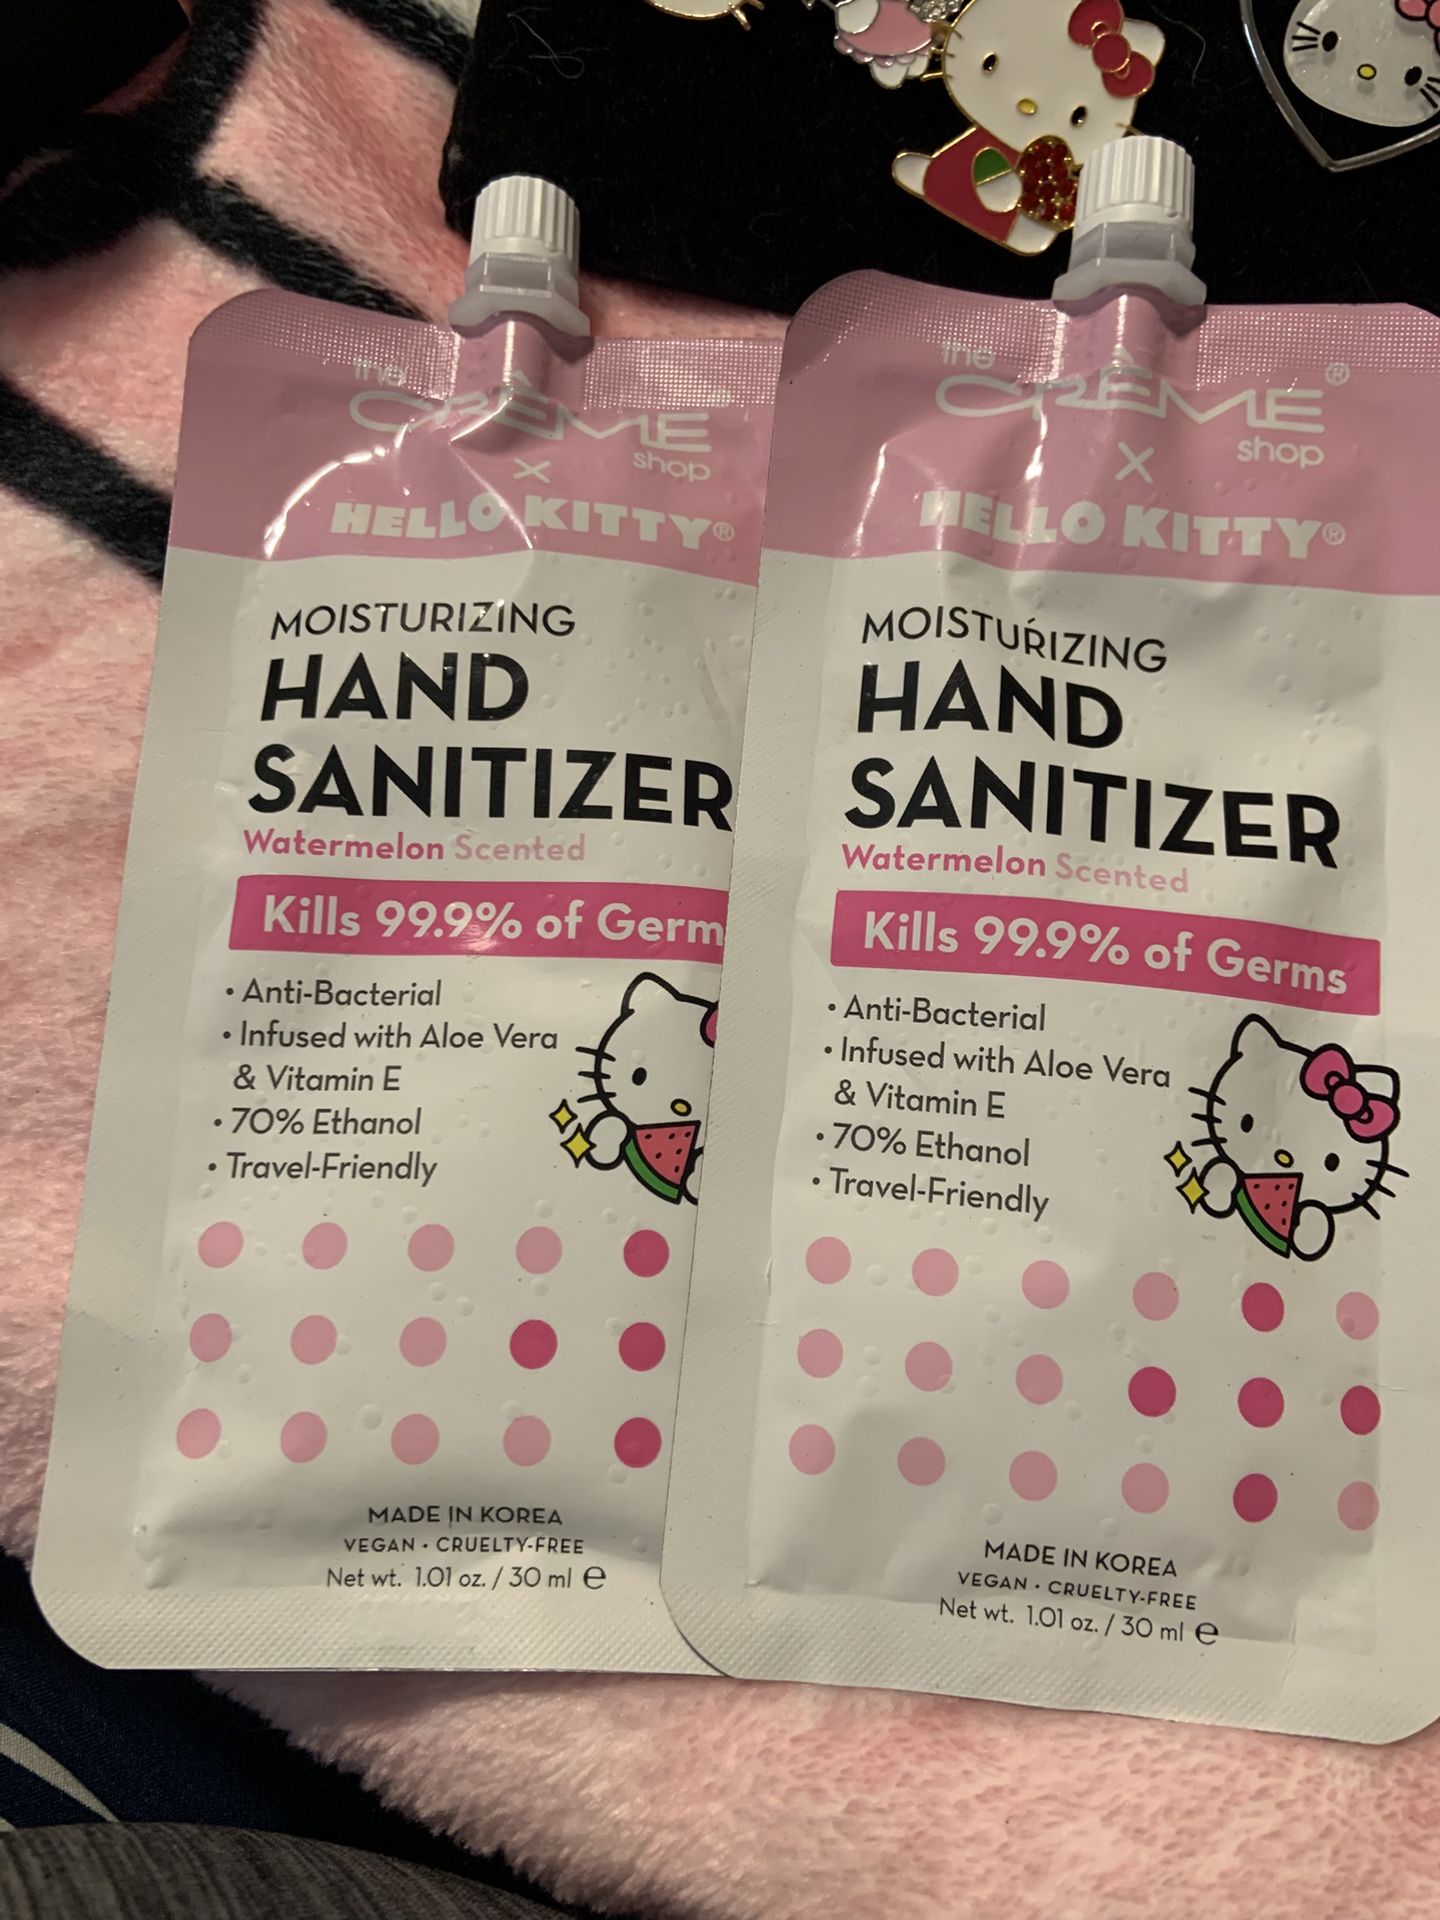 the
CRÈME
shop
×
HELLO KITTY®
MOISTURIZING
HAND
SANITIZER
Watermelon Scented
Kills 99.9% of Germ
• Anti-Bacterial
• Infused with Aloe Vera
& Vitamin E
• 70% Ethanol
• Travel-Friendly
MADE IN KOREA
VEGAN • CRUELTY-FREE
Net wt. 1.01 oz. / 30 ml e
the
CRÈME®
shop
×
HELLO KITTY®
MOISTURIZING
HAND
SANITIZER
Watermelon Scented
Kills 99.9% of Germs
• Anti-Bacterial
• Infused with Aloe Vera
& Vitamin E
• 70% Ethanol
• Travel-Friendly
MADE IN KOREA
VEGAN • CRUELTY-FREE
Net wt. 1.01 oz. / 30 ml e